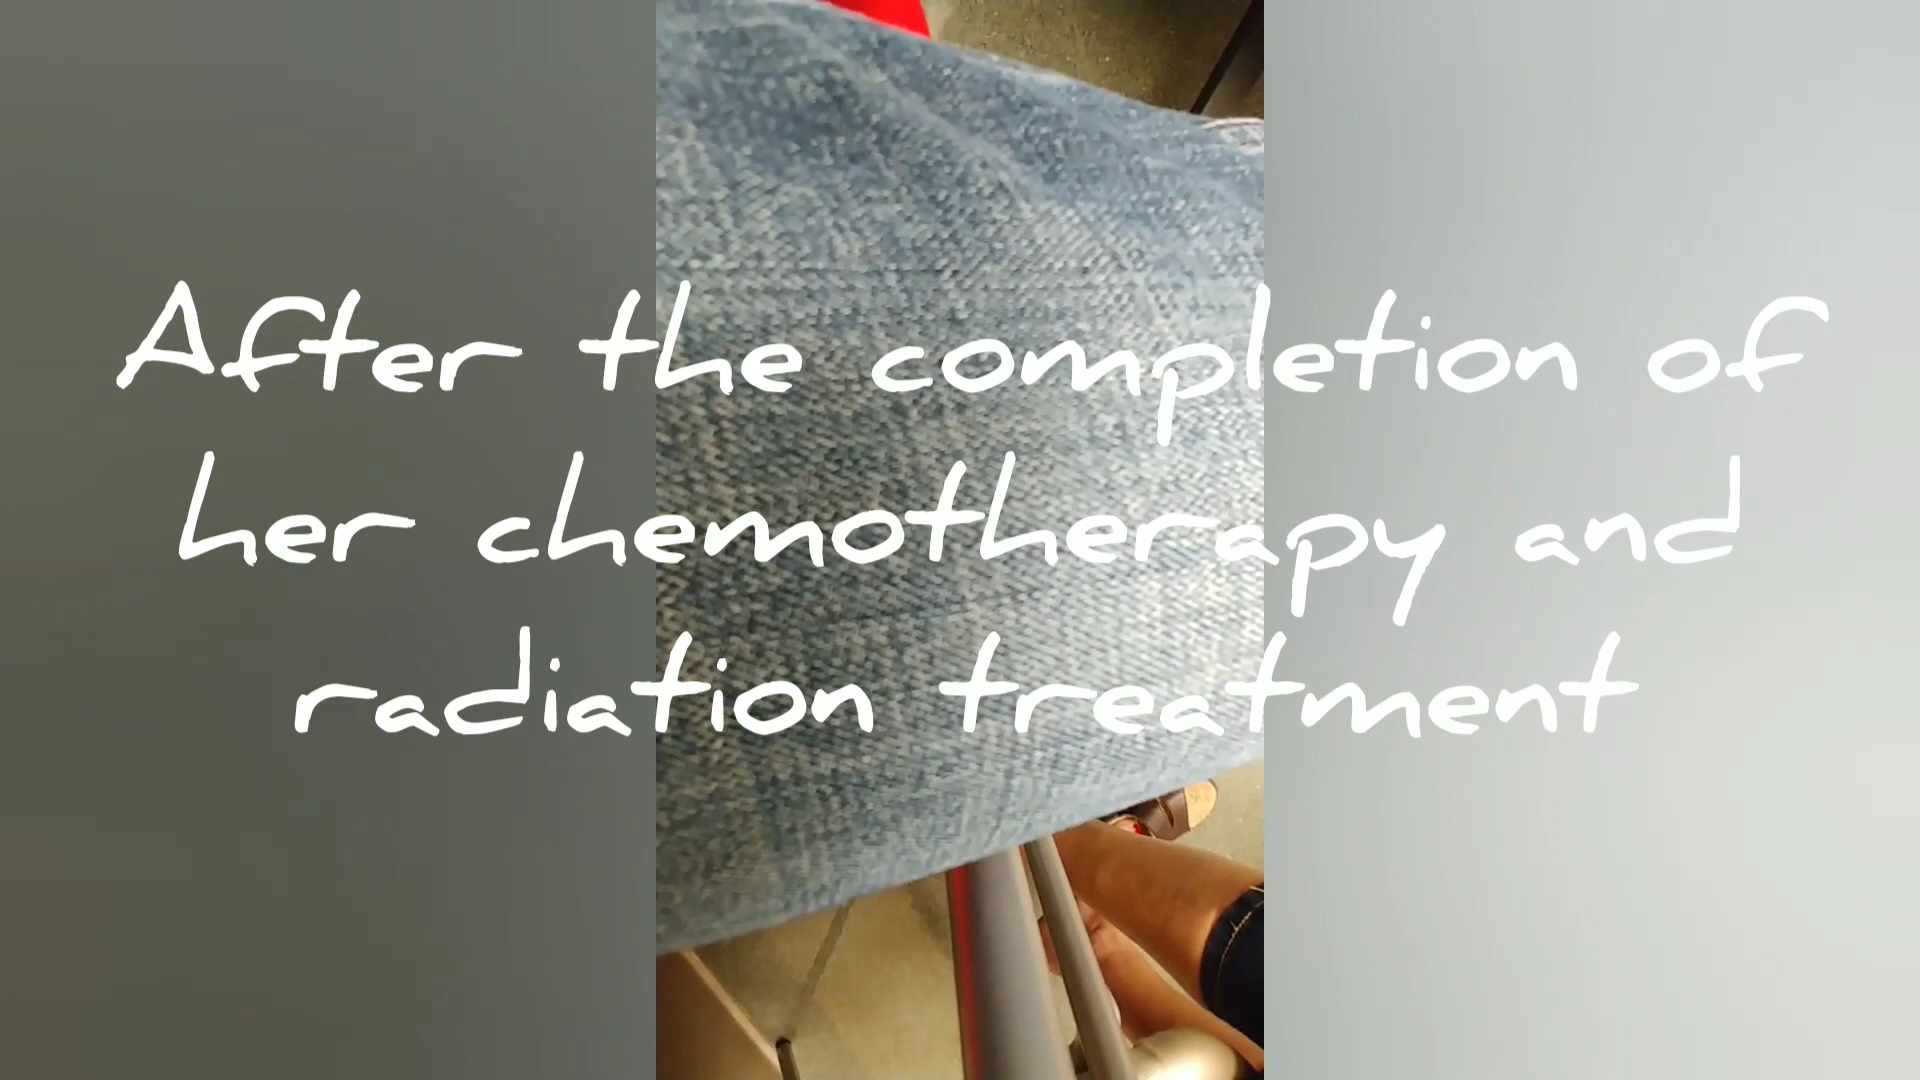 After the completion of
her chemotherapy and
radiation treatment